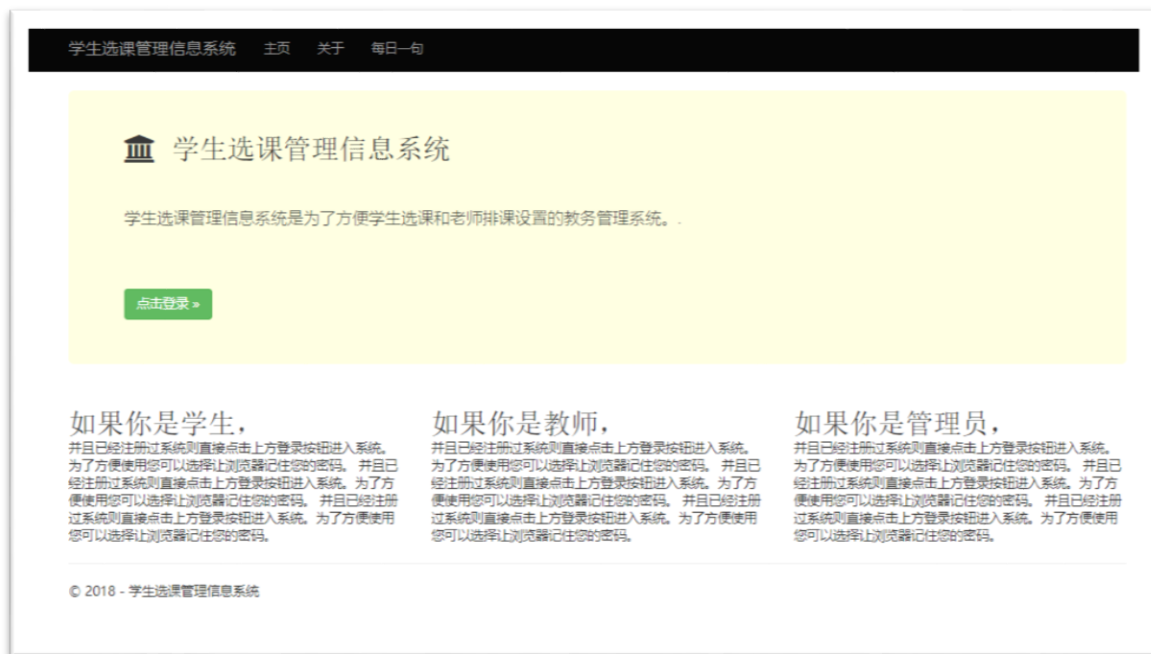 学生选课管理信息系统 主页 关于 每日一句
学生选课管理信息系统
学生选课管理信息系统是为了方便学生选课和老师排课设置的教务管理系统。.
点击登录 »
如果你是学生，
并且已经注册过系统则直接点击上方登录按钮进入系统。
为了方便使用您可以选择让浏览器记住您的密码。 并且已
经注册过系统则直接点击上方登录按钮进入系统。为了方
便使用您可以选择让浏览器记住您的密码。 并且已经注册
过系统则直接点击上方登录按钮进入系统。为了方便使用
您可以选择让浏览器记住您的密码。
如果你是教师，
并且已经注册过系统则直接点击上方登录按钮进入系统。
为了方便使用您可以选择让浏览器记住您的密码。 并且已
经注册过系统则直接点击上方登录按钮进入系统。为了方
便使用您可以选择让浏览器记住您的密码。 并且已经注册
过系统则直接点击上方登录按钮进入系统。为了方便使用
您可以选择让浏览器记住您的密码。
如果你是管理员，
并且已经注册过系统则直接点击上方登录按钮进入系统。
为了方便使用您可以选择让浏览器记住您的密码。 并且已
经注册过系统则直接点击上方登录按钮进入系统。为了方
便使用您可以选择让浏览器记住您的密码。 并且已经注册
过系统则直接点击上方登录按钮进入系统。为了方便使用
您可以选择让浏览器记住您的密码。
© 2018 - 学生选课管理信息系统